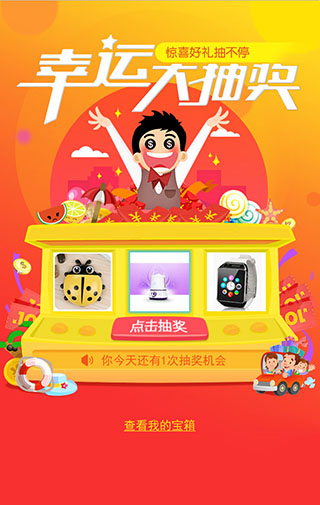 惊喜好礼抽不停
幸运大抽奖
点击抽奖
你今天还有1次抽奖机会
查看我的宝箱